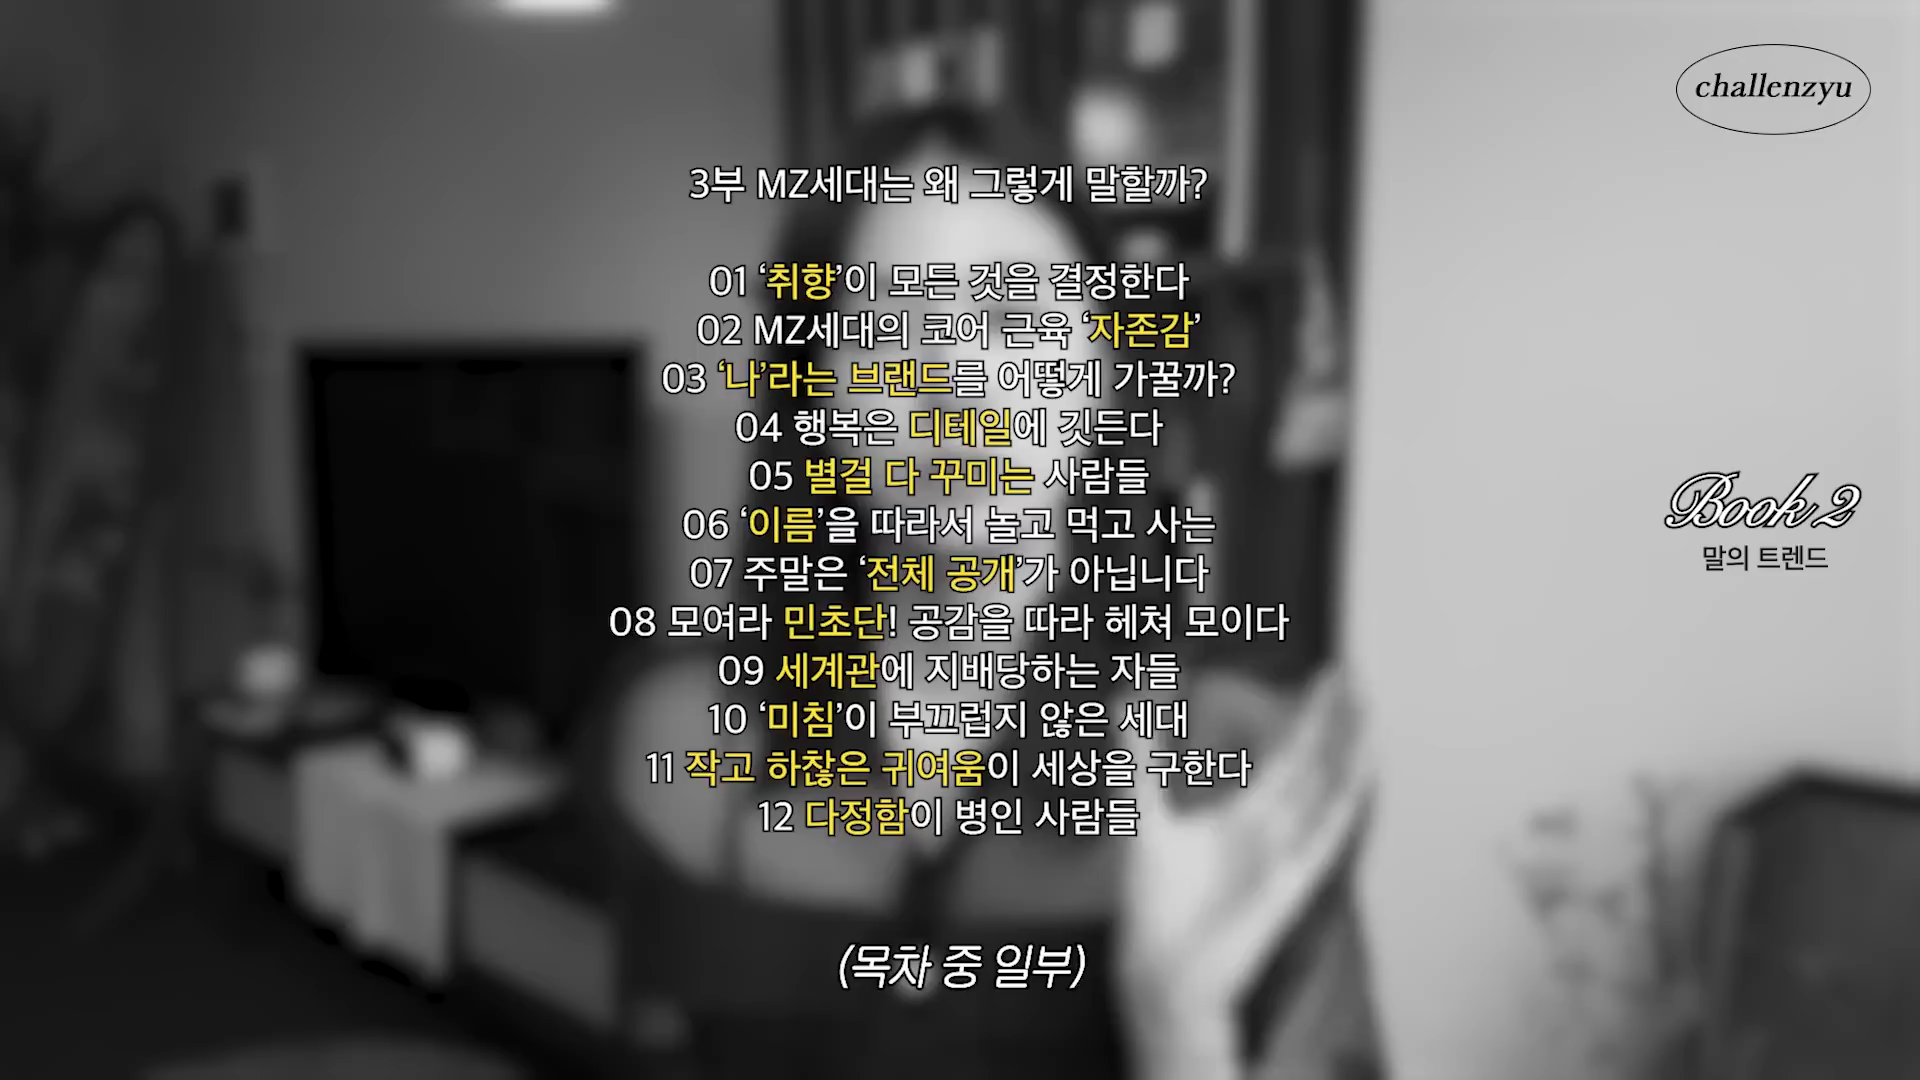 challenzyu
3부 MZ세대는 왜 그렇게 말할까?
01 ‘취향’이 모든 것을 결정한다
02 MZ세대의 코어 근육 ‘자존감’
03 ‘나’라는 브랜드를 어떻게 가꿀까?
04 행복은 디테일에 깃든다
05 별걸 다 꾸미는 사람들
06 ‘이름’을 따라서 놀고 먹고 사는
07 주말은 ‘전체 공개’가 아닙니다
08 모여라 민초단! 공감을 따라 헤쳐 모이다
09 세계관에 지배당하는 자들
10 ‘미침’이 부끄럽지 않은 세대
11 작고 하찮은 귀여움이 세상을 구한다
12 다정함이 병인 사람들
(목차 중 일부)
Book 2
말의 트렌드